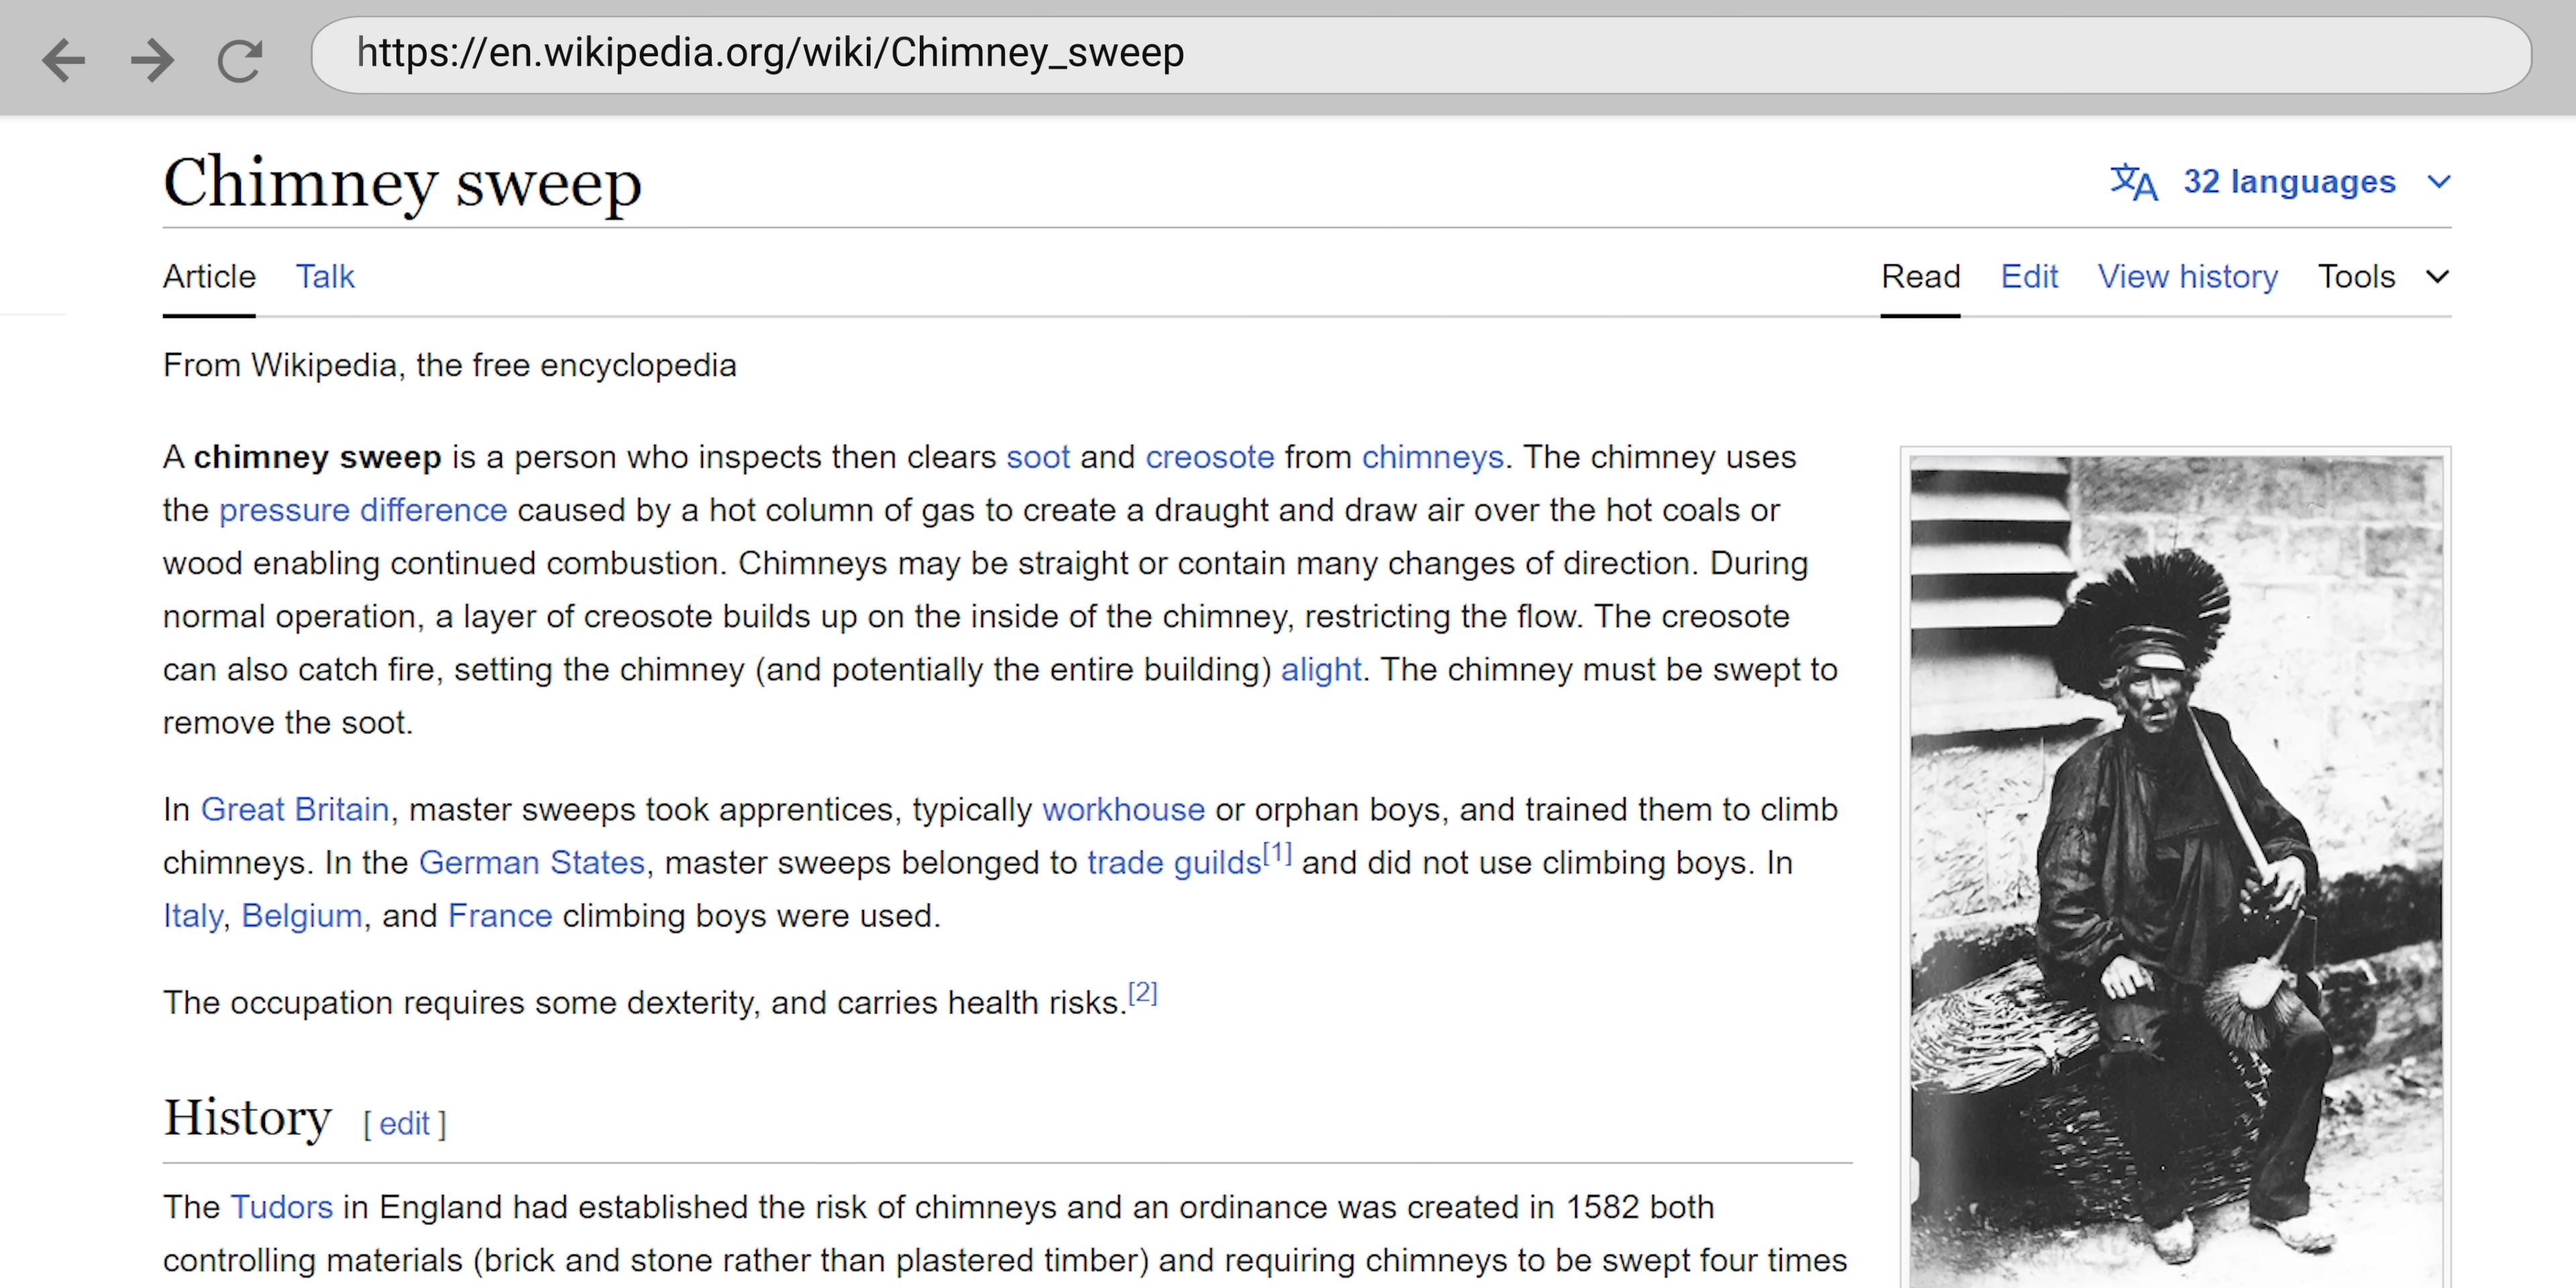 https://en.wikipedia.org/wiki/Chimney_sweep
Chimney sweep
32 languages
Article Talk
Read Edit View history Tools
From Wikipedia, the free encyclopedia
A chimney sweep is a person who inspects then clears soot and creosote from chimneys. The chimney uses
the pressure difference caused by a hot column of gas to create a draught and draw air over the hot coals or
wood enabling continued combustion. Chimneys may be straight or contain many changes of direction. During
normal operation, a layer of creosote builds up on the inside of the chimney, restricting the flow. The creosote
can also catch fire, setting the chimney (and potentially the entire building) alight. The chimney must be swept to
remove the soot.
In Great Britain, master sweeps took apprentices, typically workhouse or orphan boys, and trained them to climb
chimneys. In the German States, master sweeps belonged to trade guilds[1] and did not use climbing boys. In
Italy, Belgium, and France climbing boys were used.
The occupation requires some dexterity, and carries health risks.[2]
History [ edit ]
The Tudors in England had established the risk of chimneys and an ordinance was created in 1582 both
controlling materials (brick and stone rather than plastered timber) and requiring chimneys to be swept four times